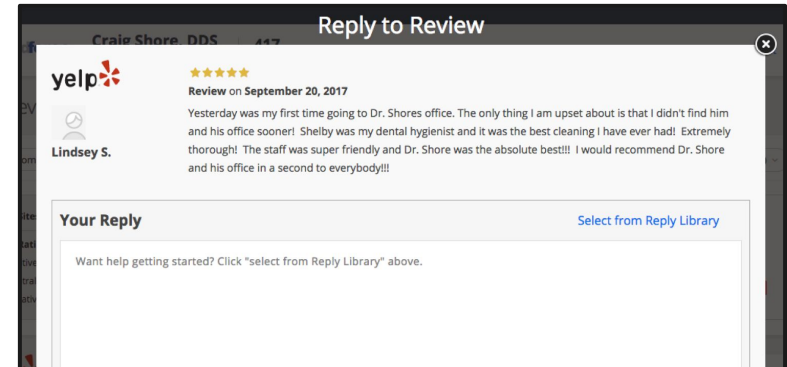 Reply to Review
Craig Shore, DDS
417
yelp
Review on September 20, 2017
Yesterday was my first time going to Dr. Shores office. The only thing I am upset about is that I didn't find him
and his office sooner! Shelby was my dental hygienist and it was the best cleaning I have ever had! Extremely
thorough! The staff was super friendly and Dr. Shore was the absolute best!!! I would recommend Dr. Shore
and his office in a second to everybody!!!
Lindsey S.
Your Reply
Select from Reply Library
Want help getting started? Click "select from Reply Library" above.